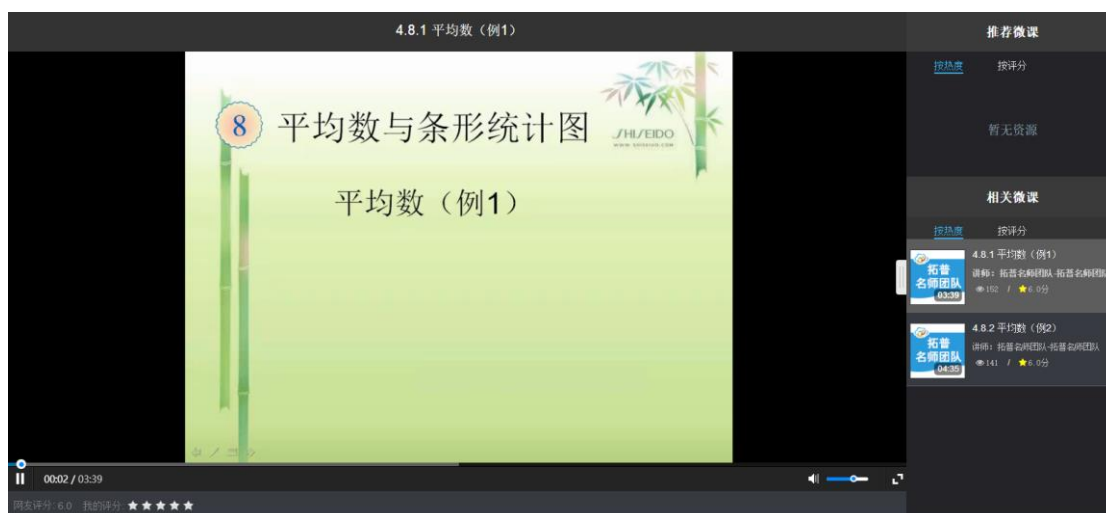 4.8.1 平均数（例1）
8 平均数与条形统计图
SHISEIDO
www.shiseido.com
平均数（例1）
00:02 / 03:39
网友评分: 6.0 我的评分:
推荐微课
按热度 按评分
暂无资源
相关微课
按热度 按评分
拓普
名师团队
03:39
4.8.1 平均数（例1）
讲师：拓普名师团队-拓普名师团队
152 / 6.0分
拓普
名师团队
04:35
4.8.2 平均数（例2）
讲师：拓普名师团队-拓普名师团队
141 / 6.0分